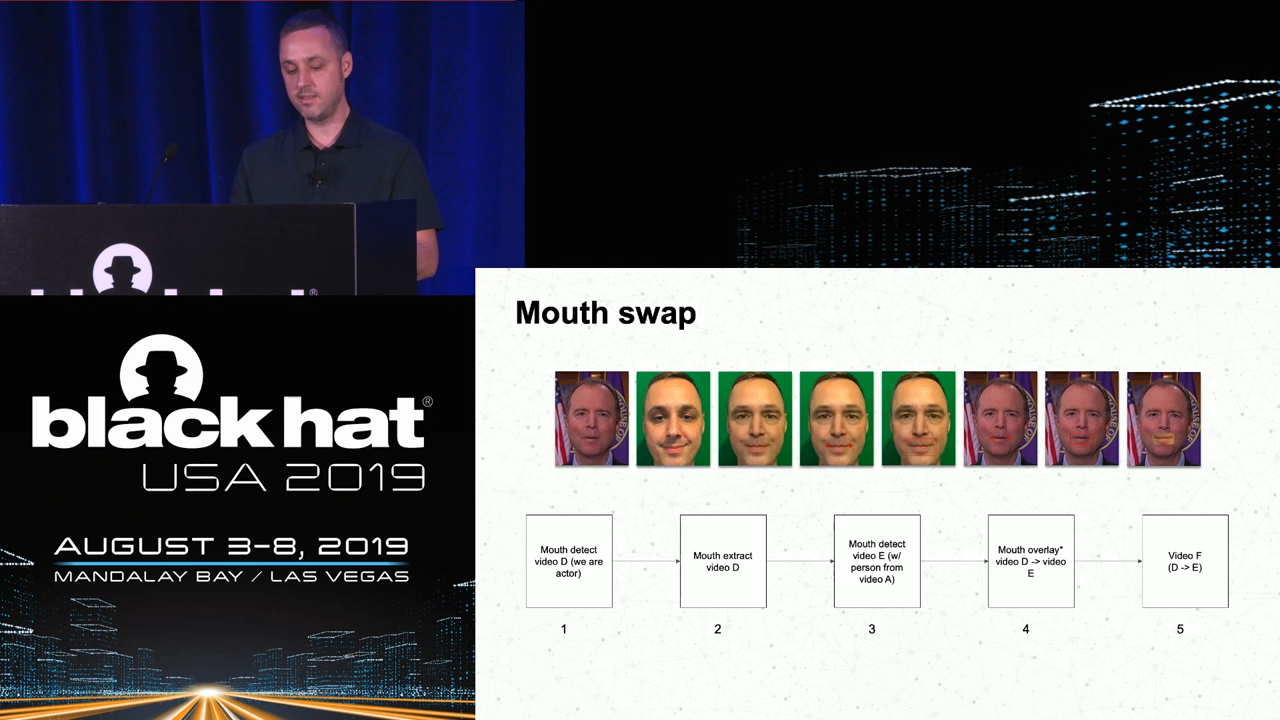 black hat®
USA 2019
AUGUST 3-8, 2019
MANDALAY BAY / LAS VEGAS
Mouth swap
Mouth detect
video D (we are
actor)
Mouth extract
video D
Mouth detect
video E (w/
person from
video A)
Mouth overlay*
video D -> video
E
Video F
(D -> E)
1
2
3
4
5